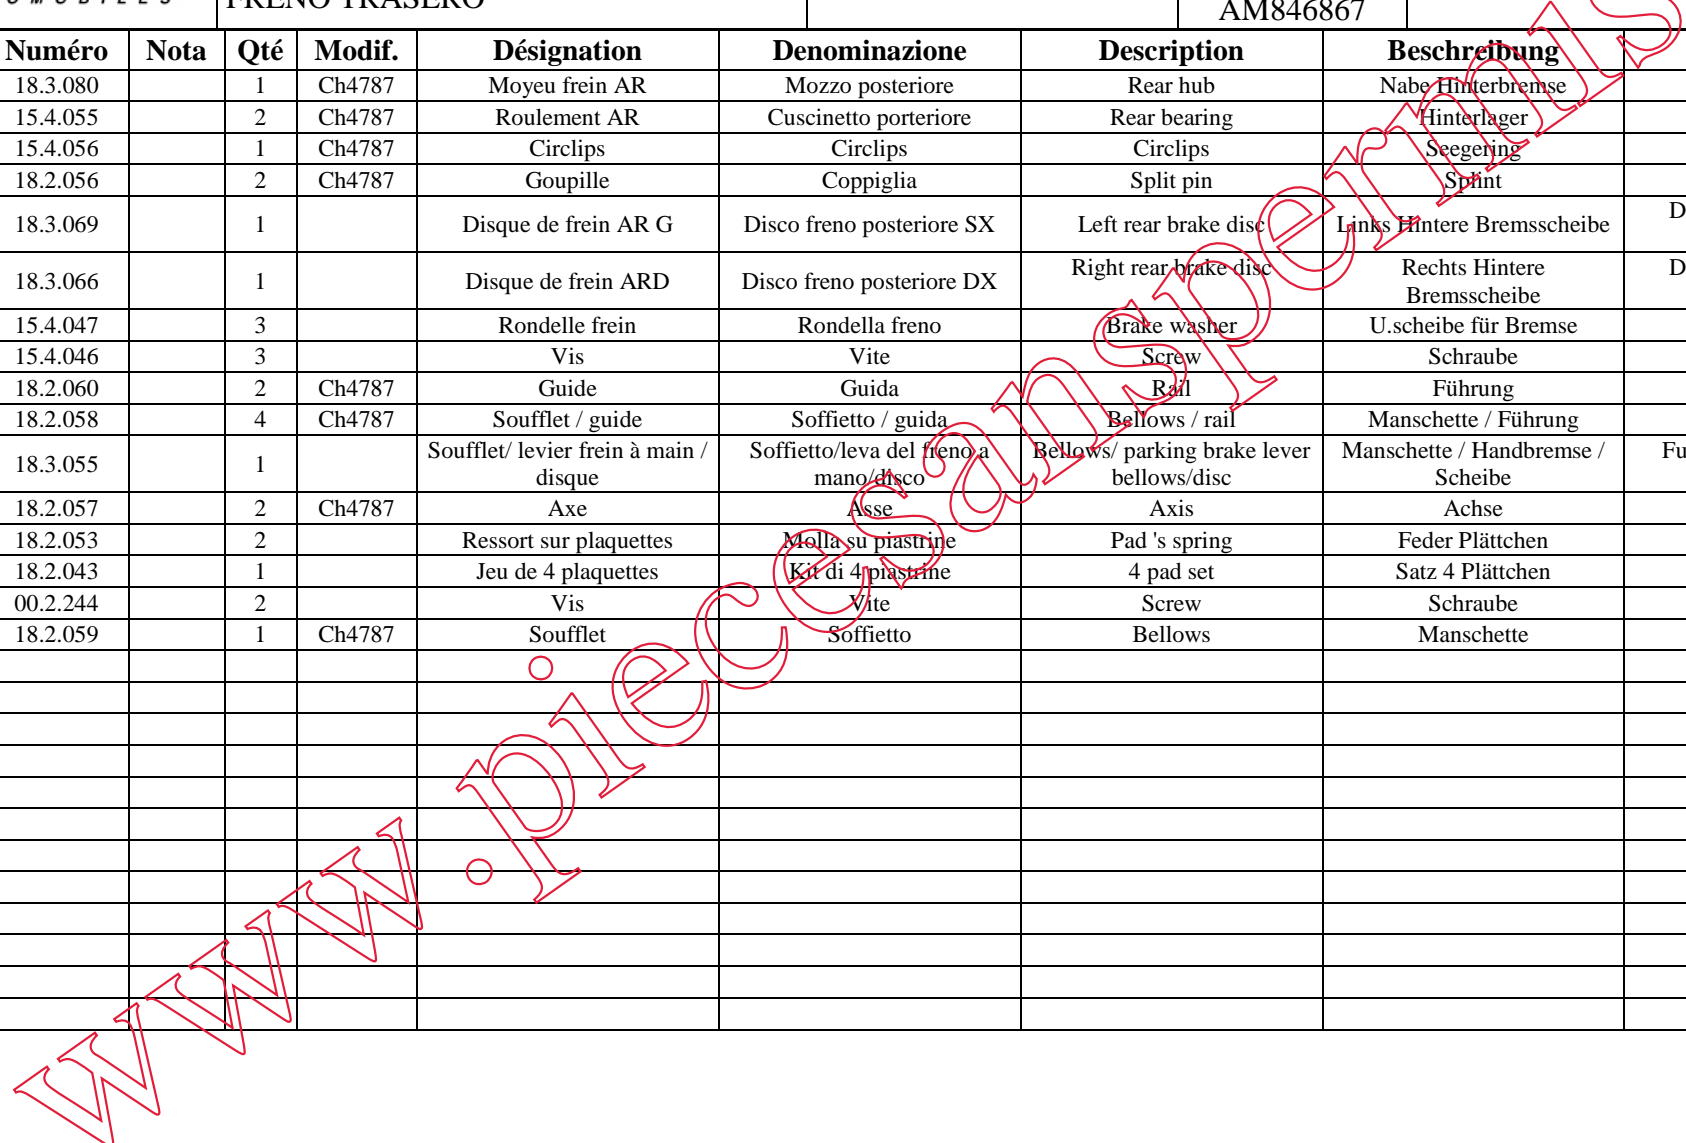 OMOBILES FRENO TRASERO AM846867
Numéro Nota Qté Modif. Désignation Denominazione Description Beschreibung
18.3.080 1 Ch4787 Moyeu frein AR Mozzo posteriore Rear hub Nabe Hinterbremse
15.4.055 2 Ch4787 Roulement AR Cuscinetto porteriore Rear bearing Hinterlager
15.4.056 1 Ch4787 Circlips Circlips Circlips Seegering
18.2.056 2 Ch4787 Goupille Coppiglia Split pin Splint
18.3.069 1 Disque de frein AR G Disco freno posteriore SX Left rear brake disc Links Hintere Bremsscheibe D
18.3.066 1 Disque de frein ARD Disco freno posteriore DX Right rear brake disc Rechts Hintere Bremsscheibe D
15.4.047 3 Rondelle frein Rondella freno Brake washer U.scheibe für Bremse
15.4.046 3 Vis Vite Screw Schraube
18.2.060 2 Ch4787 Guide Guida Rail Führung
18.2.058 4 Ch4787 Soufflet / guide Soffietto / guida Bellows / rail Manschette / Führung
18.3.055 1 Soufflet/ levier frein à main / disque Soffietto/leva del freno a mano/disco Bellows/ parking brake lever bellows/disc Manschette / Handbremse / Scheibe Fu
18.2.057 2 Ch4787 Axe Asse Axis Achse
18.2.053 2 Ressort sur plaquettes Molla su piastrine Pad 's spring Feder Plättchen
18.2.043 1 Jeu de 4 plaquettes Kit di 4 piastrine 4 pad set Satz 4 Plättchen
00.2.244 2 Vis Vite Screw Schraube
18.2.059 1 Ch4787 Soufflet Soffietto Bellows Manschette
www.piecesanspermis